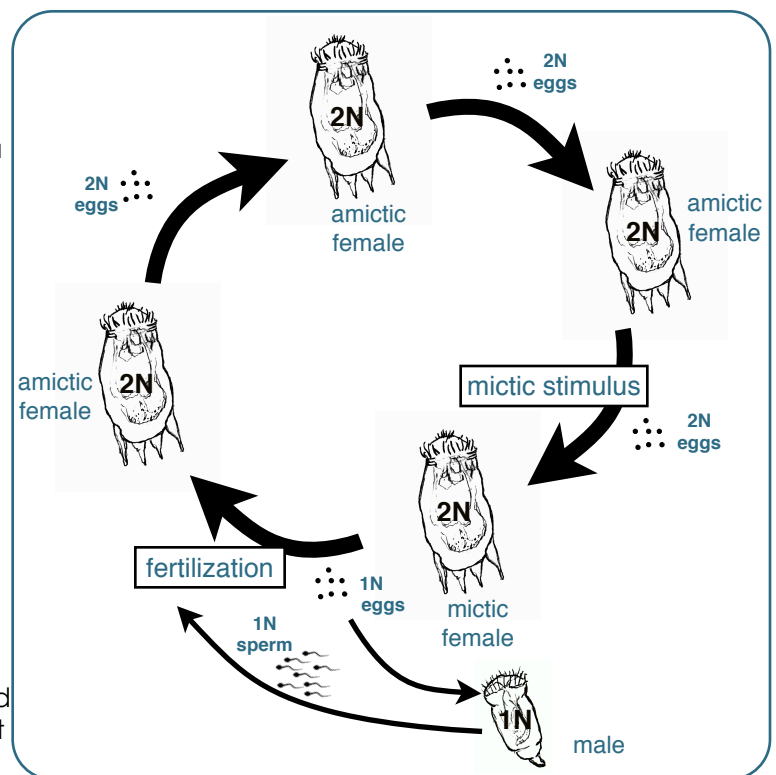 2N
eggs
2N
amictic
female
2N
eggs
2N
amictic
female
amictic
female
2N
mictic stimulus
2N
eggs
2N
mictic
female
fertilization
1N
eggs
1N
sperm
1N
male
d
t